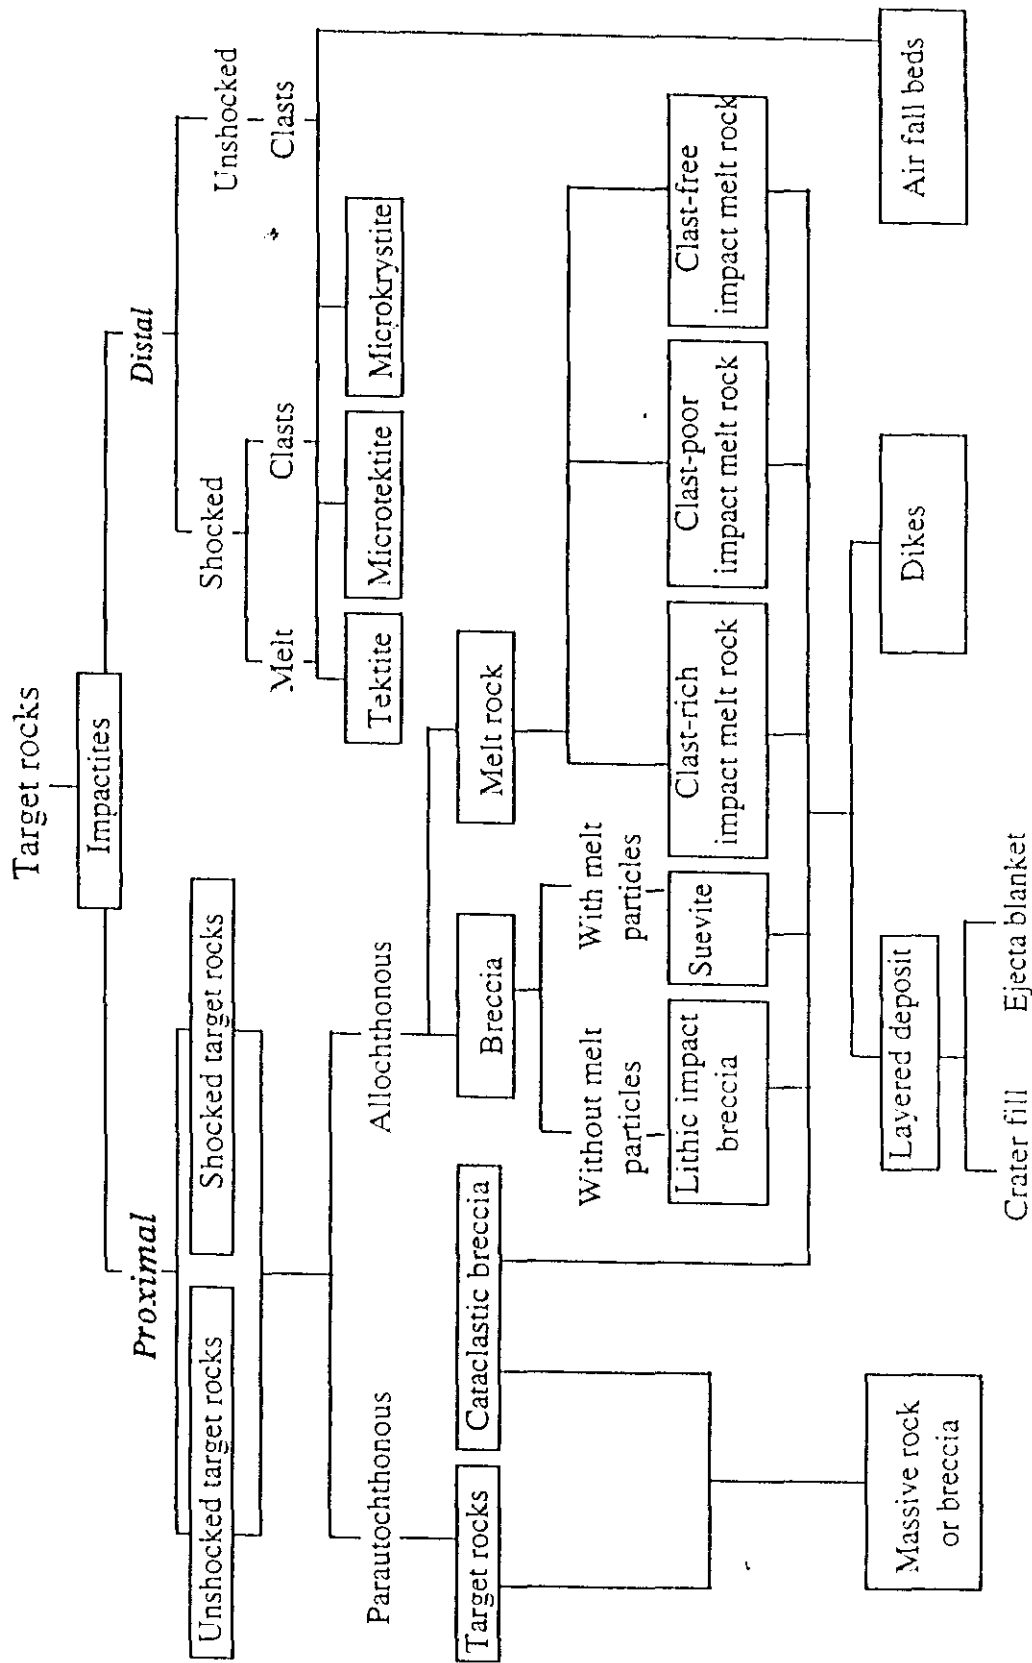 Target rocks
Impactites
Proximal
Distal
Unshocked target rocks
Shocked target rocks
Shocked
Unshocked
Melt
Clasts
Clasts
Parautochthonous
Allochthonous
Tektite
Microtektite
Microkrystite
Target rocks
Cataclastic breccia
Breccia
Melt rock
Without melt
particles
With melt
particles
Lithic impact
breccia
Suevite
Clast-rich
impact melt rock
Clast-poor
impact melt rock
Clast-free
impact melt rock
Massive rock
or breccia
Layered deposit
Dikes
Air fall beds
Crater fill
Ejecta blanket